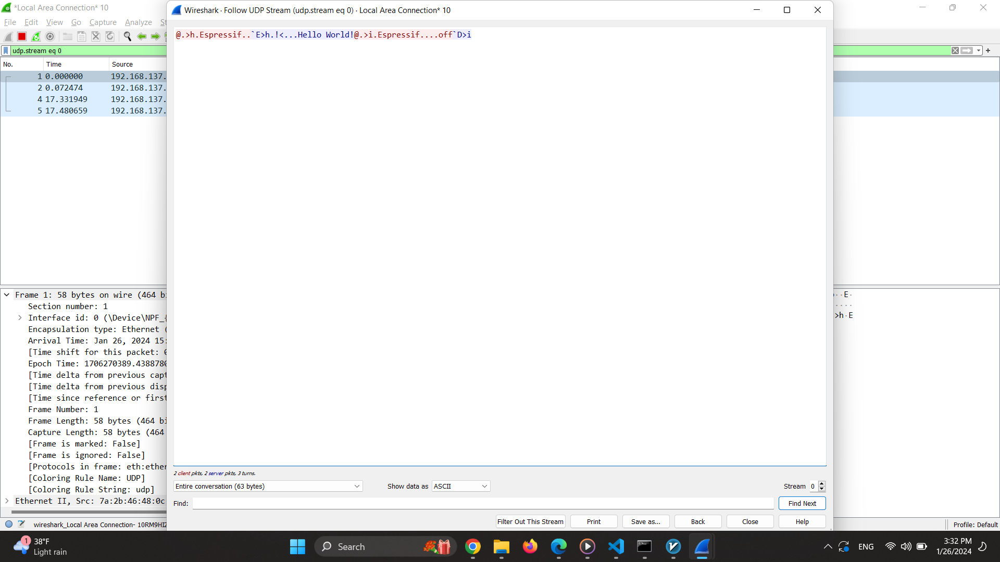 *Local Area Connection* 10
File Edit View Go Capture Analyze St
udp.stream eq 0
No. Time Source
1 0.000000 192.168.137.
2 0.072474 192.168.137.
4 17.331949 192.168.137.
5 17.480659 192.168.137.
Frame 1: 58 bytes on wire (464 bi
Section number: 1
Interface id: 0 (\Device\NPF_{
Encapsulation type: Ethernet (
Arrival Time: Jan 26, 2024 15:
[Time shift for this packet: 0
Epoch Time: 1706270389.4388780
[Time delta from previous capt
[Time delta from previous disp
[Time since reference or first
Frame Number: 1
Frame Length: 58 bytes (464 bi
Capture Length: 58 bytes (464
[Frame is marked: False]
[Frame is ignored: False]
[Protocols in frame: eth:ether
[Coloring Rule Name: UDP]
[Coloring Rule String: udp]
Ethernet II, Src: 7a:2b:46:48:0c
wireshark_Local Area Connection- 10RM9HIZ
Wireshark · Follow UDP Stream (udp.stream eq 0) · Local Area Connection* 10
@.>h.Espressif..`E>h.!<...Hello World!@.>i.Espressif....off`D>i
2 client pkts, 2 server pkts, 3 turns.
Entire conversation (63 bytes) Show data as ASCII Stream 0
Find: Find Next
Filter Out This Stream Print Save as... Back Close Help
··E·
····
>h·E
Profile: Default
1 38°F
Light rain
Search
ENG
3:32 PM
1/26/2024